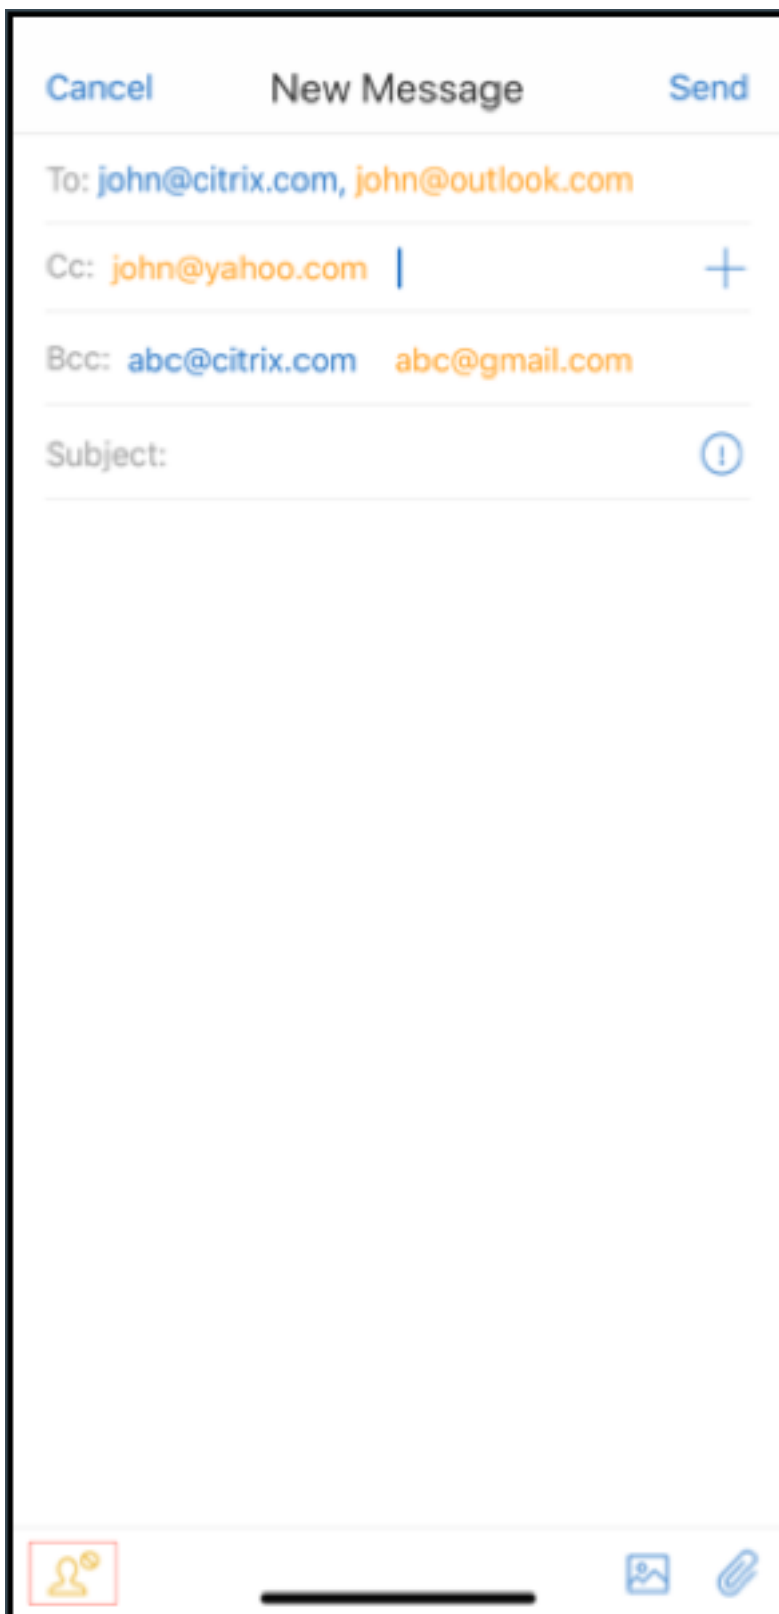 Cancel New Message Send
To: john@citrix.com, john@outlook.com
Cc: john@yahoo.com
Bcc: abc@citrix.com abc@gmail.com
Subject: